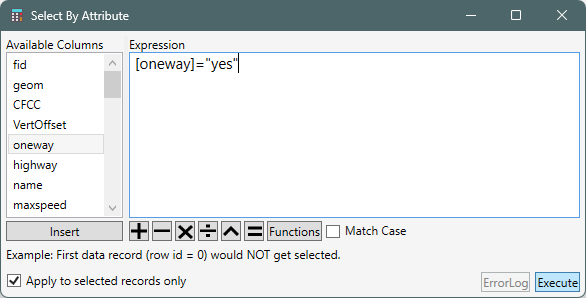 Select By Attribute
Available Columns
Expression
fid
geom
CFCC
VertOffset
oneway
highway
name
maxspeed
[oneway]="yes"
Insert
Functions
Match Case
Example: First data record (row id = 0) would NOT get selected.
Apply to selected records only
ErrorLog
Execute